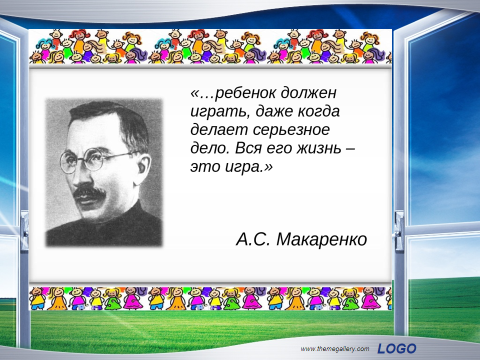 «…ребенок должен
играть, даже когда
делает серьезное
дело. Вся его жизнь –
это игра.»
А.С. Макаренко
www.themegallery.com
LOGO